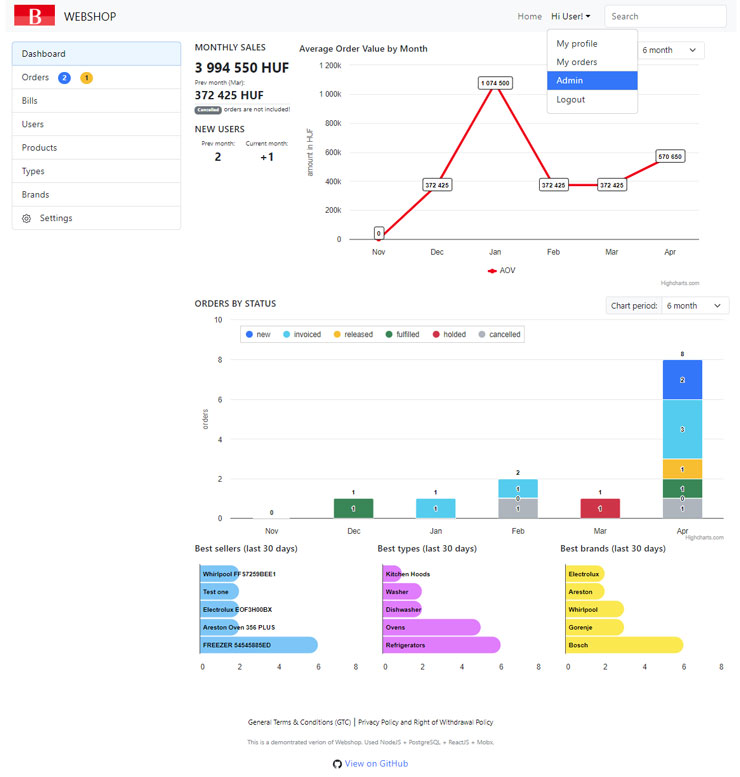 B WEBSHOP
Home Hi User! Search
My profile
My orders
Admin
Logout
Dashboard
Orders 2 1
Bills
Users
Products
Types
Brands
Settings
MONTHLY SALES
3 994 550 HUF
Prev month (Mar):
372 425 HUF
Cancelled orders are not included!
NEW USERS
Prev month: Current month:
2 +1
Average Order Value by Month
6 month
amount in HUF
1 200k
1 000k
800k
600k
400k
200k
0
0
372 425
1 074 500
372 425
372 425
570 650
Nov Dec Jan Feb Mar Apr
AOV
Highcharts.com
ORDERS BY STATUS
Chart period: 6 month
new invoiced released fulfilled holded cancelled
orders
10
8
6
4
2
0
0
1
1
1
1
2
1
0
1
1
1
8
2
3
1
1
0
1
Nov Dec Jan Feb Mar Apr
Highcharts.com
Best sellers (last 30 days)
Whirlpool FFS7259BEE1
Test one
Electrolux EOF3H00BX
Areston Oven 356 PLUS
FREEZER 54545885ED
0 2 4 6 8
Best types (last 30 days)
Kitchen Hoods
Washer
Dishwasher
Ovens
Refrigerators
0 2 4 6 8
Best brands (last 30 days)
Electrolux
Areston
Whirlpool
Gorenje
Bosch
0 2 4 6 8
General Terms & Conditions (GTC) | Privacy Policy and Right of Withdrawal Policy
This is a demontrated verion of Webshop. Used NodeJS + PostgreSQL + ReactJS + Mobx.
View on GitHub